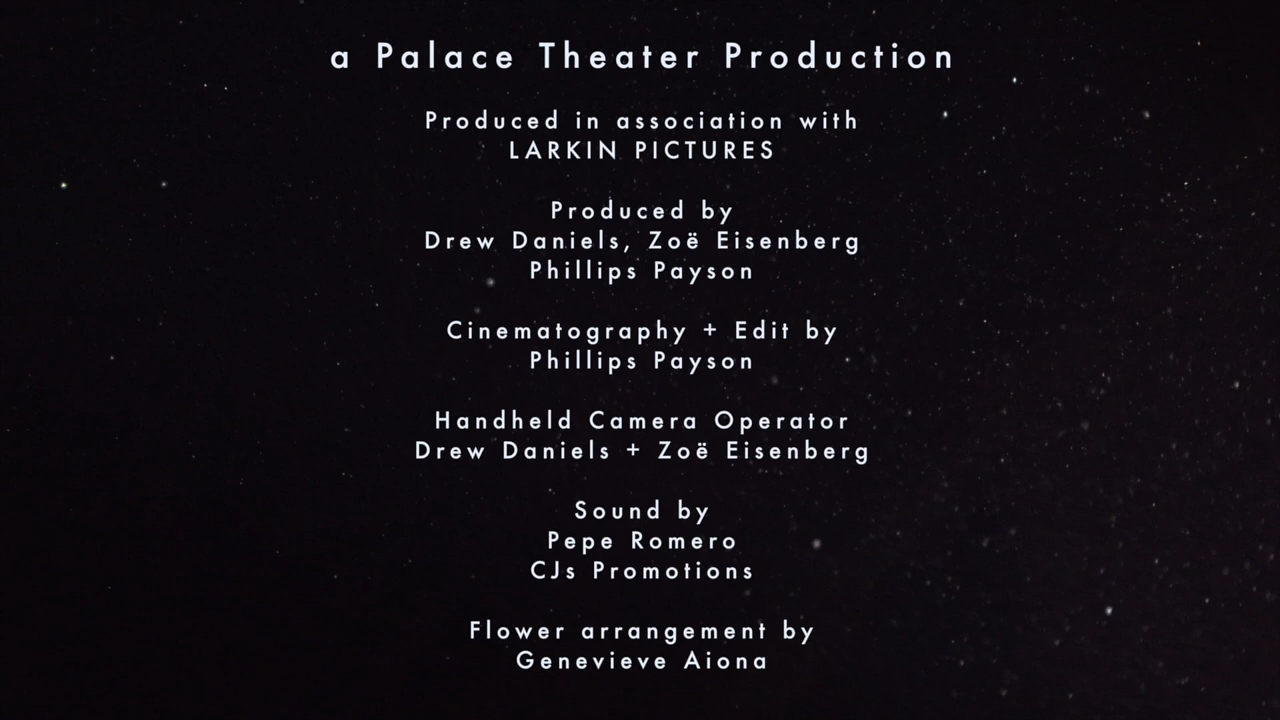 a Palace Theater Production
Produced in association with
LARKIN PICTURES
Produced by
Drew Daniels, Zoë Eisenberg
Phillips Payson
Cinematography + Edit by
Phillips Payson
Handheld Camera Operator
Drew Daniels + Zoë Eisenberg
Sound by
Pepe Romero
CJs Promotions
Flower arrangement by
Genevieve Aiona